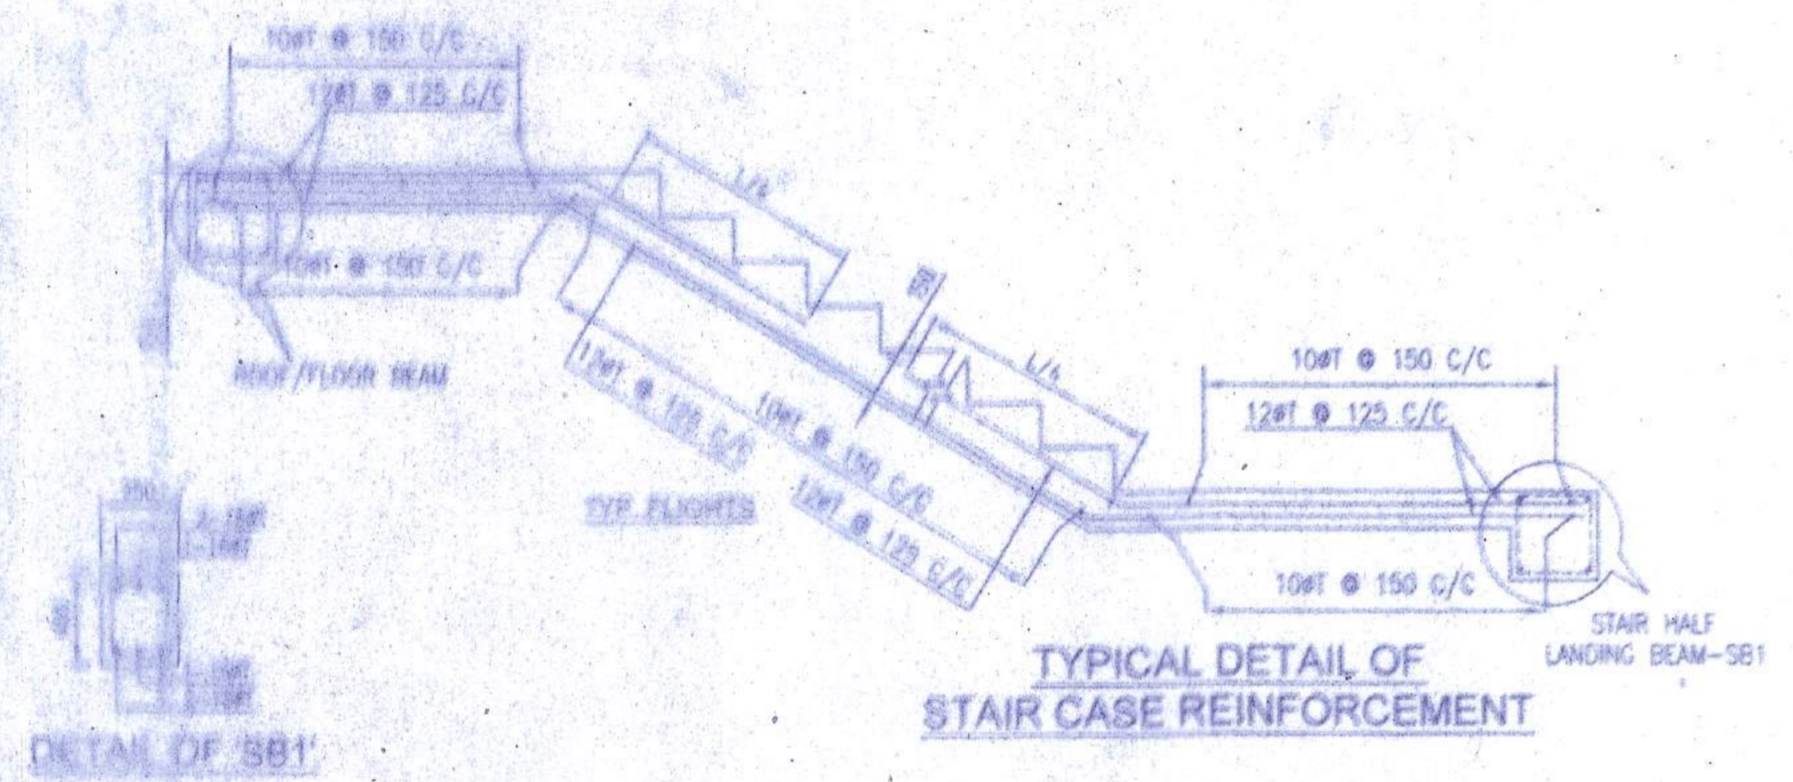 10øT @ 150 C/C
12øT @ 125 C/C
10øT @ 150 C/C
ROOF/FLOOR BEAM
L/4
L/4
12øT @ 125 C/C
10øT @ 150 C/C
12øT @ 125 C/C
TYP FLIGHTS
10øT @ 150 C/C
12øT @ 125 C/C
10øT @ 150 C/C
STAIR HALF
LANDING BEAM-SB1
TYPICAL DETAIL OF
STAIR CASE REINFORCEMENT
DETAIL OF 'SB1'